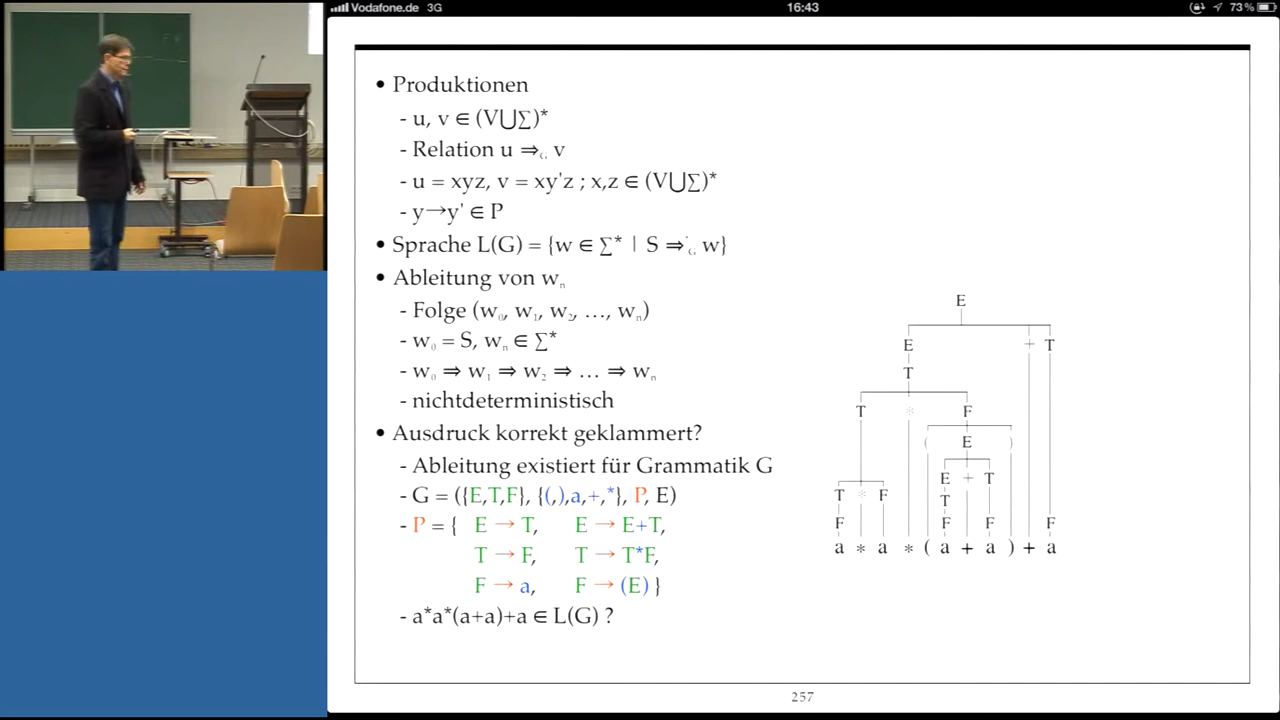 Vodafone.de 3G 16:43 73%
• Produktionen
- u, v ∈ (V⋃∑)*
- Relation u ⇒G v
- u = xyz, v = xy'z ; x,z ∈ (V⋃∑)*
- y→y' ∈ P
• Sprache L(G) = {w ∈ ∑* | S ⇒*G w}
• Ableitung von wn
- Folge (w0, w1, w2, …, wn)
- w0 = S, wn ∈ ∑*
- w0 ⇒ w1 ⇒ w2 ⇒ … ⇒ wn
- nichtdeterministisch
• Ausdruck korrekt geklammert?
- Ableitung existiert für Grammatik G
- G = ({E,T,F}, {(,),a,+,*}, P, E)
- P = { E → T, E → E+T,
T → F, T → T*F,
F → a, F → (E) }
- a*a*(a+a)+a ∈ L(G) ?
E
E + T
T
T * F
( E )
E + T
T * F T
F F F F
a * a * ( a + a ) + a
257